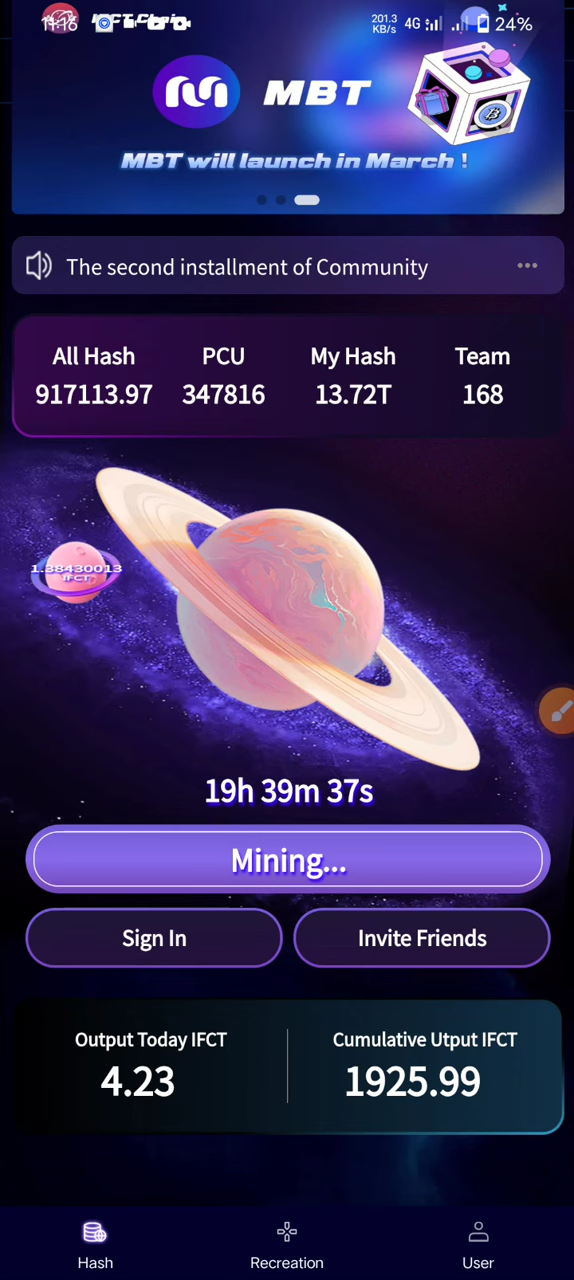 11:16
201.3
KB/s
4G
24%
MBT
MBT will launch in March !
The second installment of Community
All Hash
PCU
My Hash
Team
917113.97
347816
13.72T
168
1.38430013
IFCT
19h 39m 37s
Mining...
Sign In
Invite Friends
Output Today IFCT
Cumulative Utput IFCT
4.23
1925.99
Hash
Recreation
User